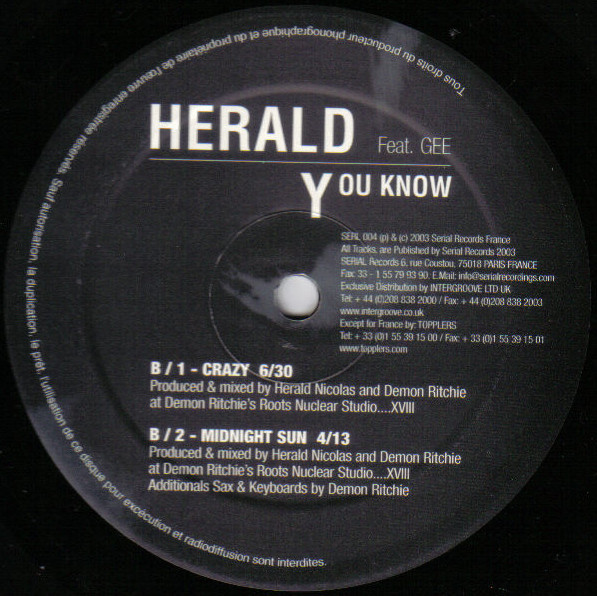 HERALD Feat. GEE
YOU KNOW
SERL 004 (p) & (c) 2003 Serial Records France
All Tracks, are Published by Serial Records 2003
SERIAL Records 6, rue Coustou, 75018 PARIS FRANCE
Fax 33 - 1 55 79 93 90. E.Mail: info@serialrecordings.com
Exclusive Distribution by INTERGROOVE LTD UK
Tel: + 44 (0)208 838 2000 / Fax: + 44 (0)208 838 2003
www.intergroove.co.uk
Except for France by: TOPPLERS
Tel: + 33 (0)1 55 39 15 00 / Fax: + 33 (0)1 55 39 15 01
www.topplers.com
B / 1 - CRAZY 6/30
Produced & mixed by Herald Nicolas and Demon Ritchie
at Demon Ritchie's Roots Nuclear Studio....XVIII
B / 2 - MIDNIGHT SUN 4/13
Produced & mixed by Herald Nicolas and Demon Ritchie
at Demon Ritchie's Roots Nuclear Studio....XVIII
Additionals Sax & Keyboards by Demon Ritchie
Tous droits du producteur phonographique et du propriétaire de l'œuvre enregistrée réservés. Sauf autorisation, la duplication, le prêt, l'utilisation de ce disque pour exécution et radiodiffusion sont interdites.